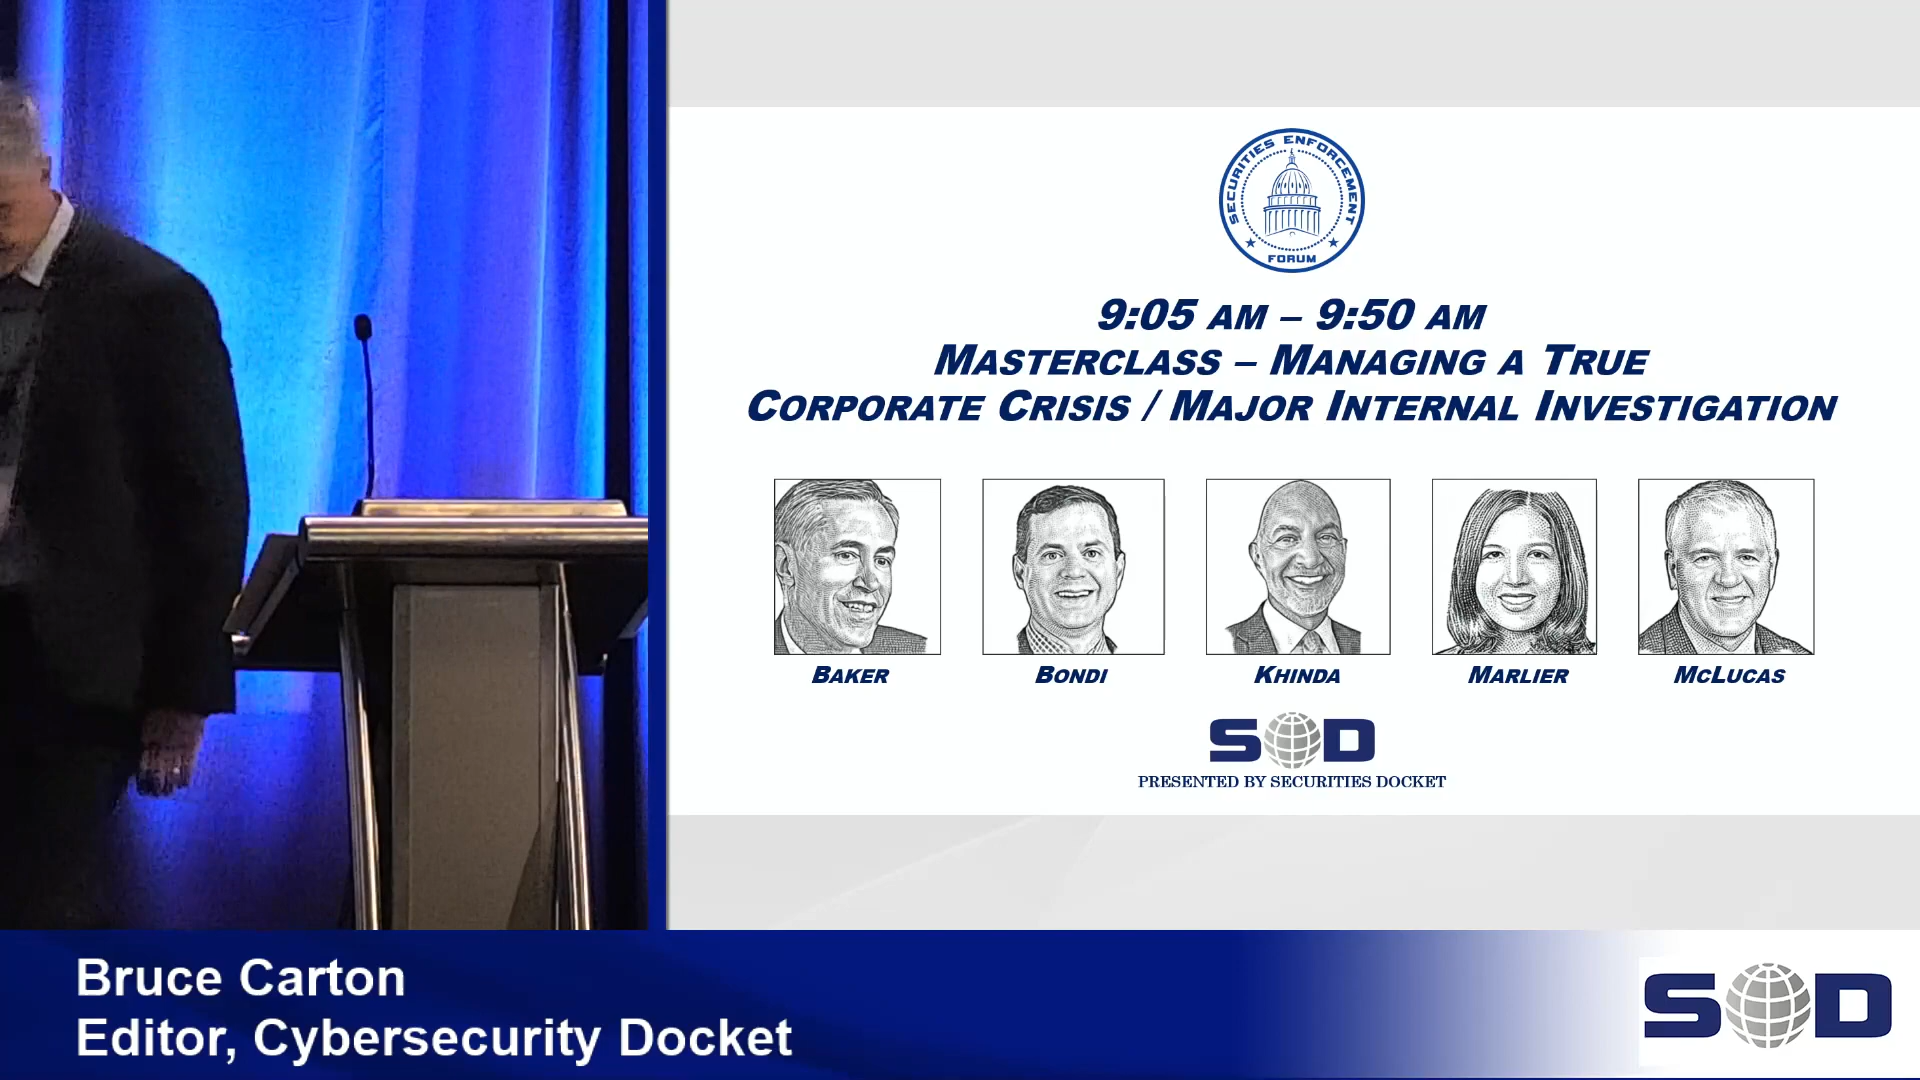 SECURITIES ENFORCEMENT
FORUM
9:05 AM – 9:50 AM
MASTERCLASS – MANAGING A TRUE
CORPORATE CRISIS / MAJOR INTERNAL INVESTIGATION
BAKER
BONDI
KHINDA
MARLIER
MCLUCAS
SD
PRESENTED BY SECURITIES DOCKET
Bruce Carton
Editor, Cybersecurity Docket
SD